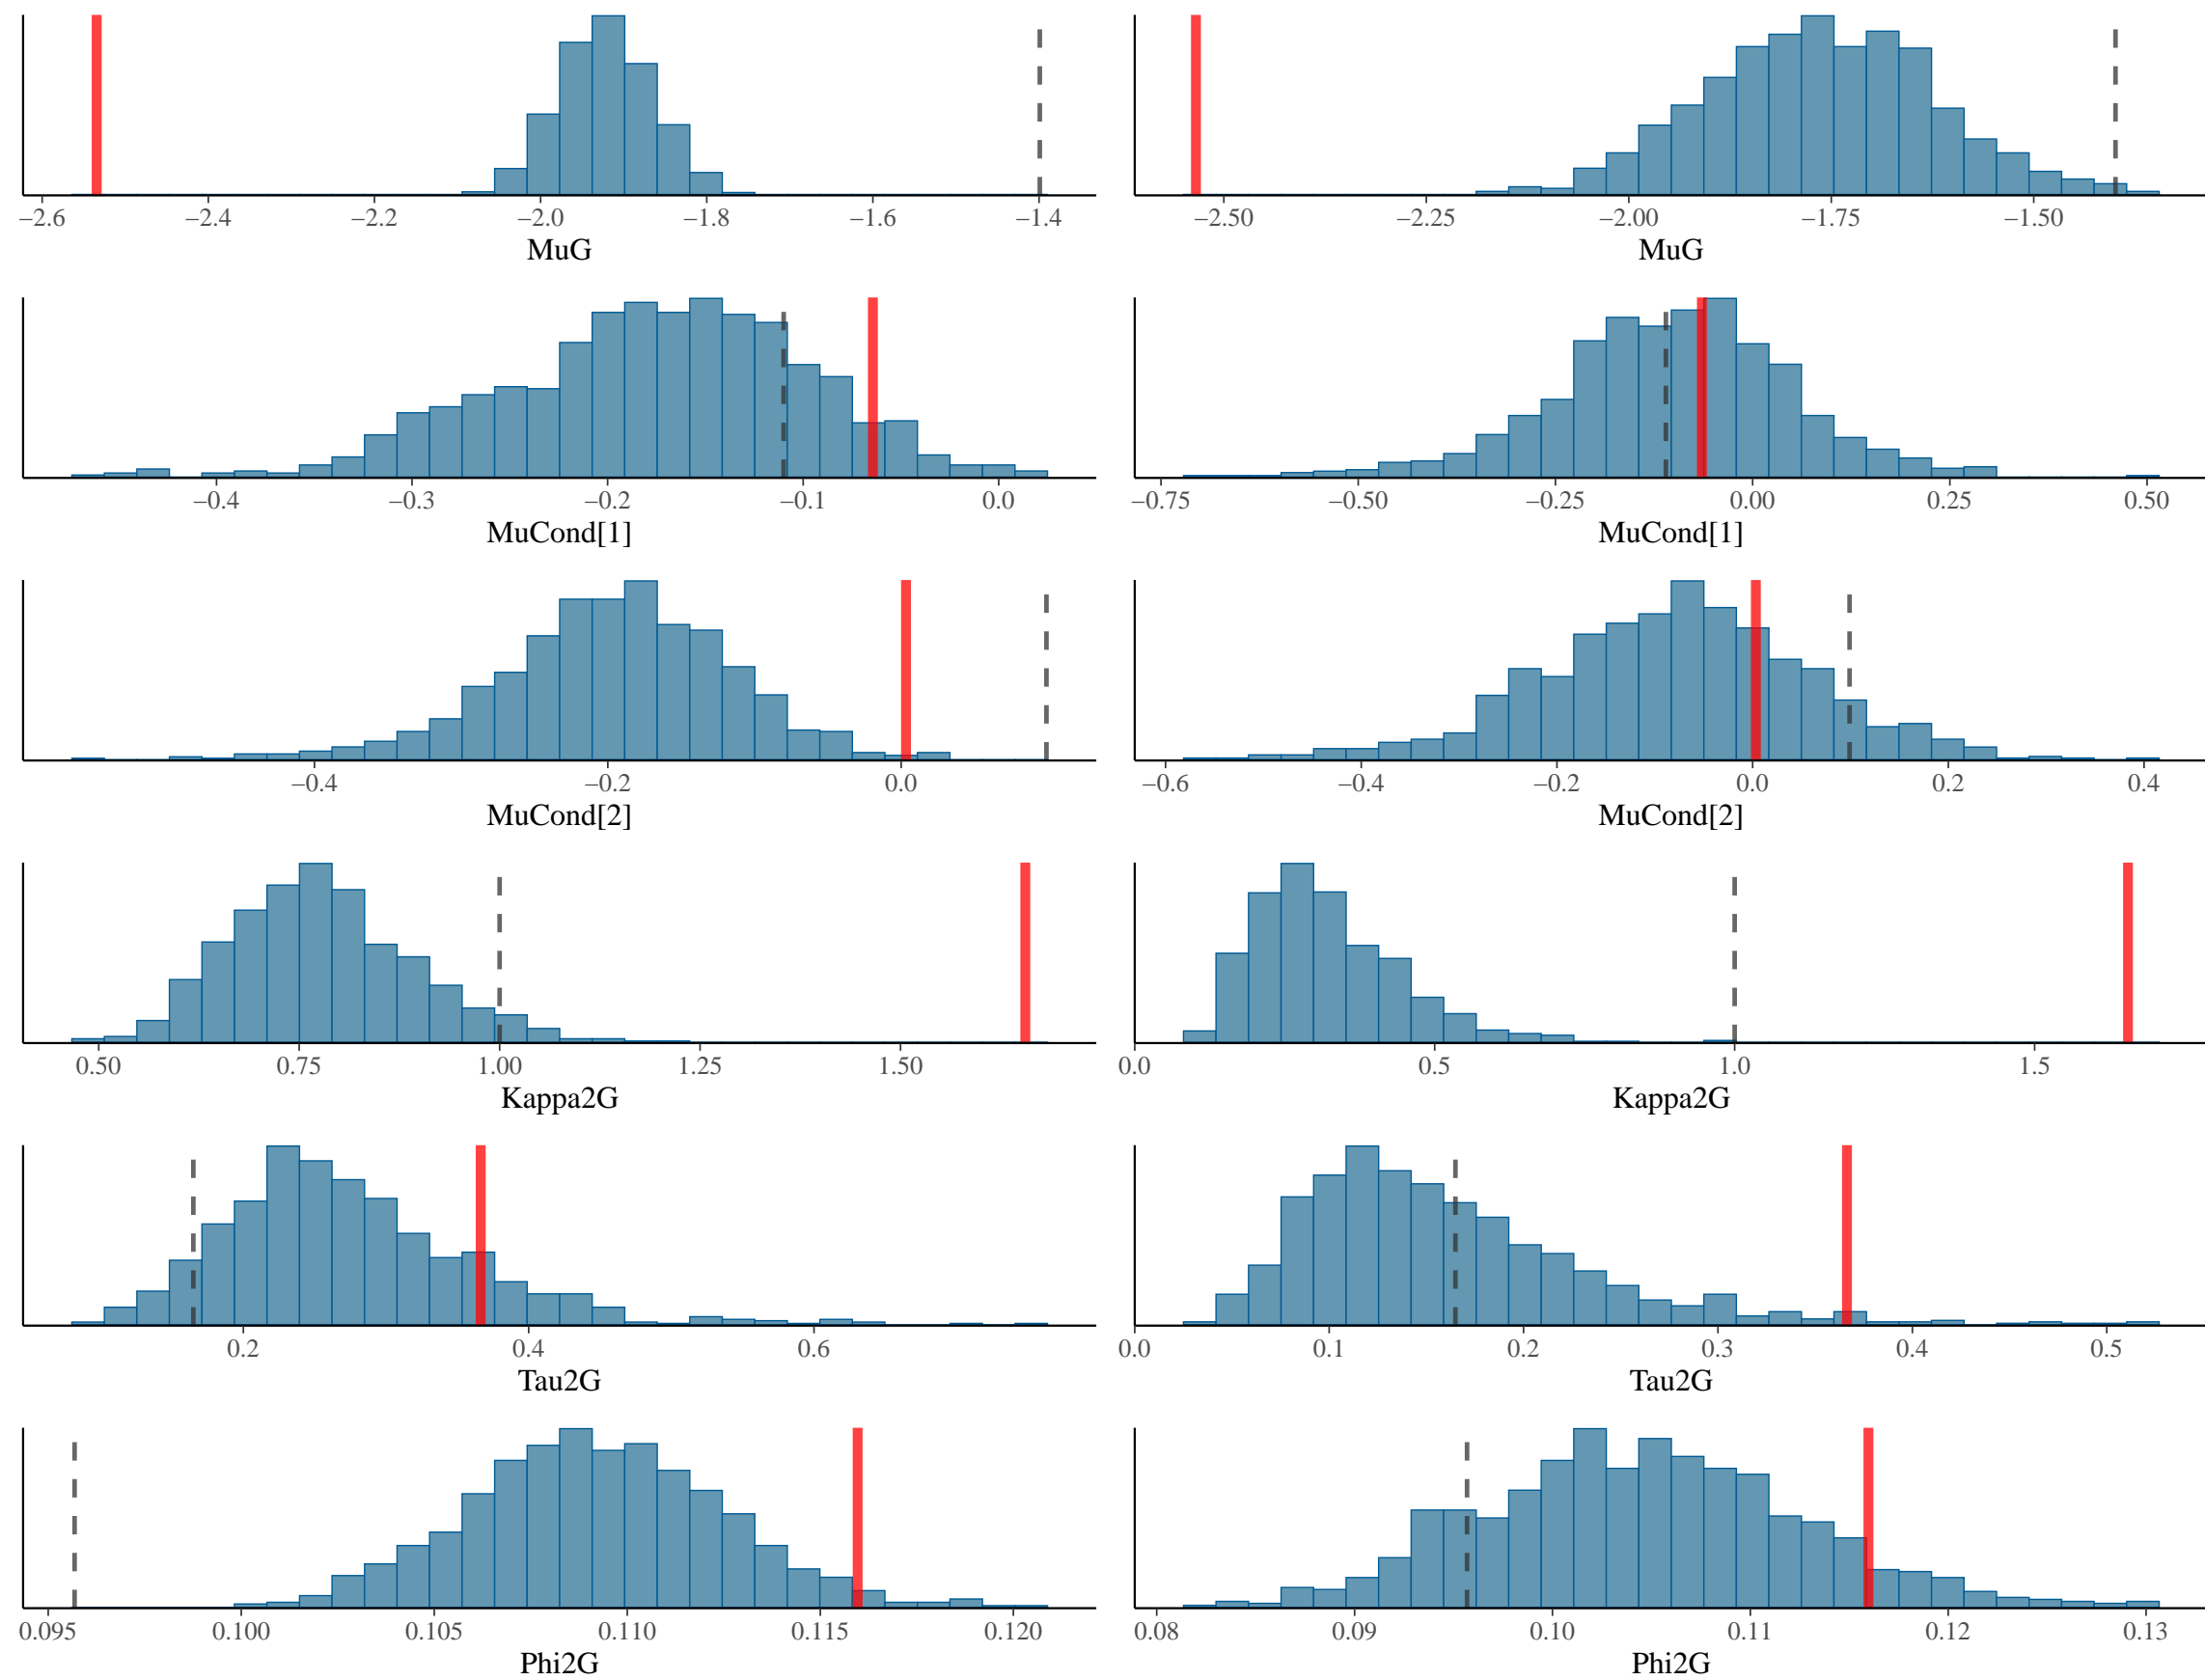 −2.6 −2.4 −2.2 −2.0 −1.8 −1.6 −1.4
MuG
−2.50 −2.25 −2.00 −1.75 −1.50
MuG
−0.4 −0.3 −0.2 −0.1 0.0
MuCond[1]
−0.75 −0.50 −0.25 0.00 0.25 0.50
MuCond[1]
−0.4 −0.2 0.0
MuCond[2]
−0.6 −0.4 −0.2 0.0 0.2 0.4
MuCond[2]
0.50 0.75 1.00 1.25 1.50
Kappa2G
0.0 0.5 1.0 1.5
Kappa2G
0.2 0.4 0.6
Tau2G
0.0 0.1 0.2 0.3 0.4 0.5
Tau2G
0.095 0.100 0.105 0.110 0.115 0.120
Phi2G
0.08 0.09 0.10 0.11 0.12 0.13
Phi2G